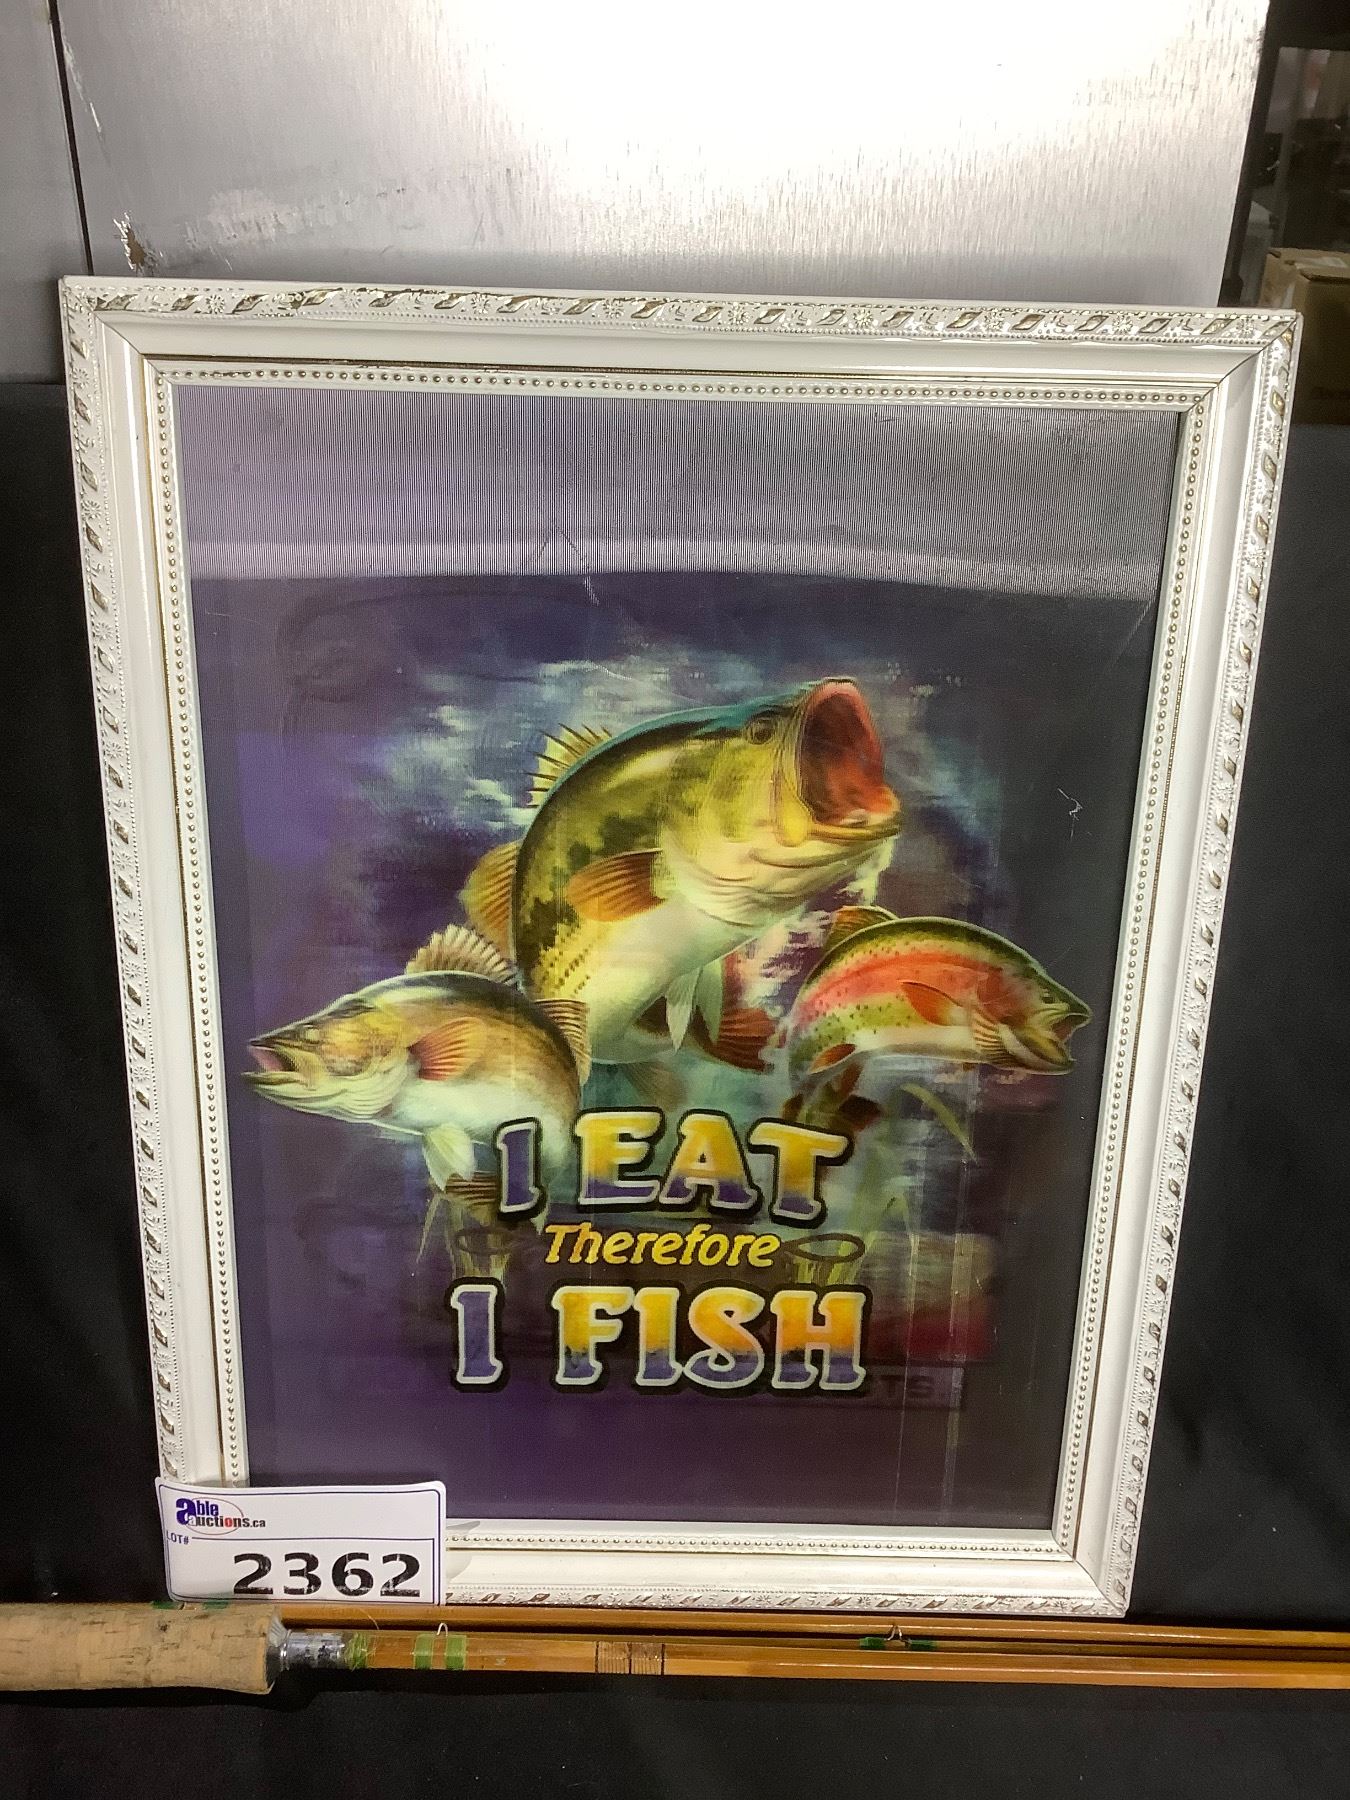 I EAT
Therefore
I FISH
able
auctions.ca
LOT#
2362